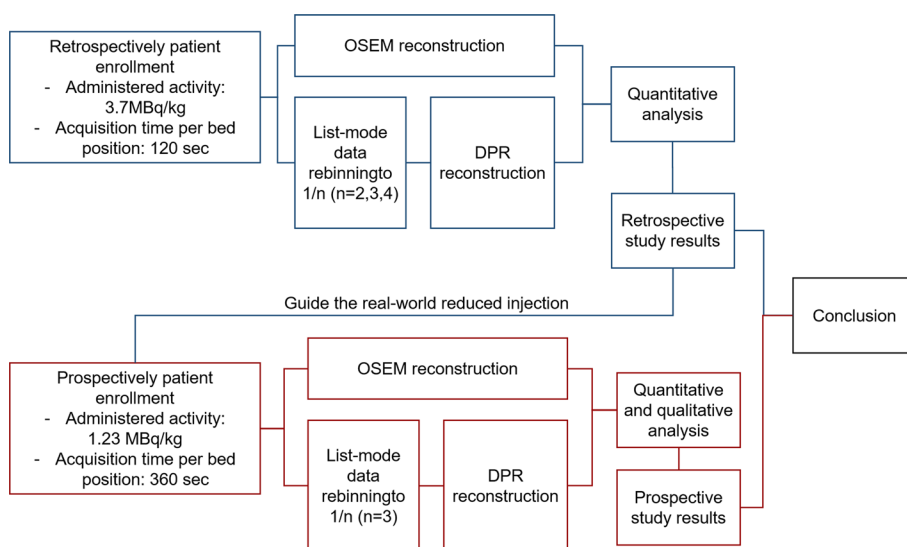 Retrospectively patient
enrollment
- Administered activity:
3.7MBq/kg
- Acquisition time per bed
position: 120 sec
OSEM reconstruction
List-mode
data
rebinningto
1/n (n=2,3,4)
DPR
reconstruction
Quantitative
analysis
Retrospective
study results
Guide the real-world reduced injection
Conclusion
Prospectively patient
enrollment
- Administered activity:
1.23 MBq/kg
- Acquisition time per bed
position: 360 sec
OSEM reconstruction
List-mode
data
rebinningto
1/n (n=3)
DPR
reconstruction
Quantitative
and qualitative
analysis
Prospective
study results